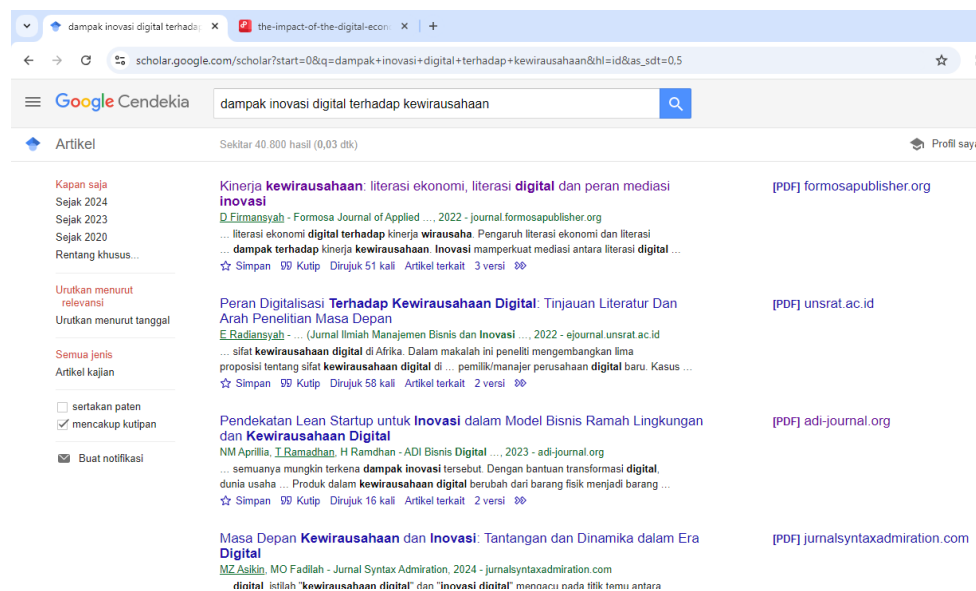 dampak inovasi digital terhadap
the-impact-of-the-digital-econ
scholar.google.com/scholar?start=0&q=dampak+inovasi+digital+terhadap+kewirausahaan&hl=id&as_sdt=0,5
Google Cendekia
dampak inovasi digital terhadap kewirausahaan
Artikel
Sekitar 40.800 hasil (0,03 dtk)
Profil saya
Kapan saja
Sejak 2024
Sejak 2023
Sejak 2020
Rentang khusus...
Urutkan menurut
relevansi
Urutkan menurut tanggal
Semua jenis
Artikel kajian
sertakan paten
mencakup kutipan
Buat notifikasi
Kinerja kewirausahaan: literasi ekonomi, literasi digital dan peran mediasi
inovasi
D Firmansyah - Formosa Journal of Applied …, 2022 - journal.formosapublisher.org
… literasi ekonomi digital terhadap kinerja wirausaha. Pengaruh literasi ekonomi dan literasi
… dampak terhadap kinerja kewirausahaan. Inovasi mamperkuat mediasi antara literasi digital …
Simpan Kutip Dirujuk 51 kali Artikel terkait 3 versi
[PDF] formosapublisher.org
Peran Digitalisasi Terhadap Kewirausahaan Digital: Tinjauan Literatur Dan
Arah Penelitian Masa Depan
E Radiansyah - … (Jurnal Ilmiah Manajemen Bisnis dan Inovasi …, 2022 - ejournal.unsrat.ac.id
… sifat kewirausahaan digital di Afrika. Dalam makalah ini peneliti mengembangkan lima
proposisi tentang sifat kewirausahaan digital di … pemilik/manajer perusahaan digital baru. Kasus …
Simpan Kutip Dirujuk 58 kali Artikel terkait 2 versi
[PDF] unsrat.ac.id
Pendekatan Lean Startup untuk Inovasi dalam Model Bisnis Ramah Lingkungan
dan Kewirausahaan Digital
NM Aprillia, T Ramadhan, H Ramdhan - ADI Bisnis Digital …, 2023 - adi-journal.org
… semuanya mungkin terkena dampak inovasi tersebut. Dengan bantuan transformasi digital,
dunia usaha … Produk dalam kewirausahaan digital berubah dari barang fisik menjadi barang …
Simpan Kutip Dirujuk 16 kali Artikel terkait 2 versi
[PDF] adi-journal.org
Masa Depan Kewirausahaan dan Inovasi: Tantangan dan Dinamika dalam Era
Digital
MZ Asikin, MO Fadilah - Jurnal Syntax Admiration, 2024 - jurnalsyntaxadmiration.com
… digital, istilah "kewirausahaan digital" dan "inovasi digital" mengacu pada titik temu antara
[PDF] jurnalsyntaxadmiration.com